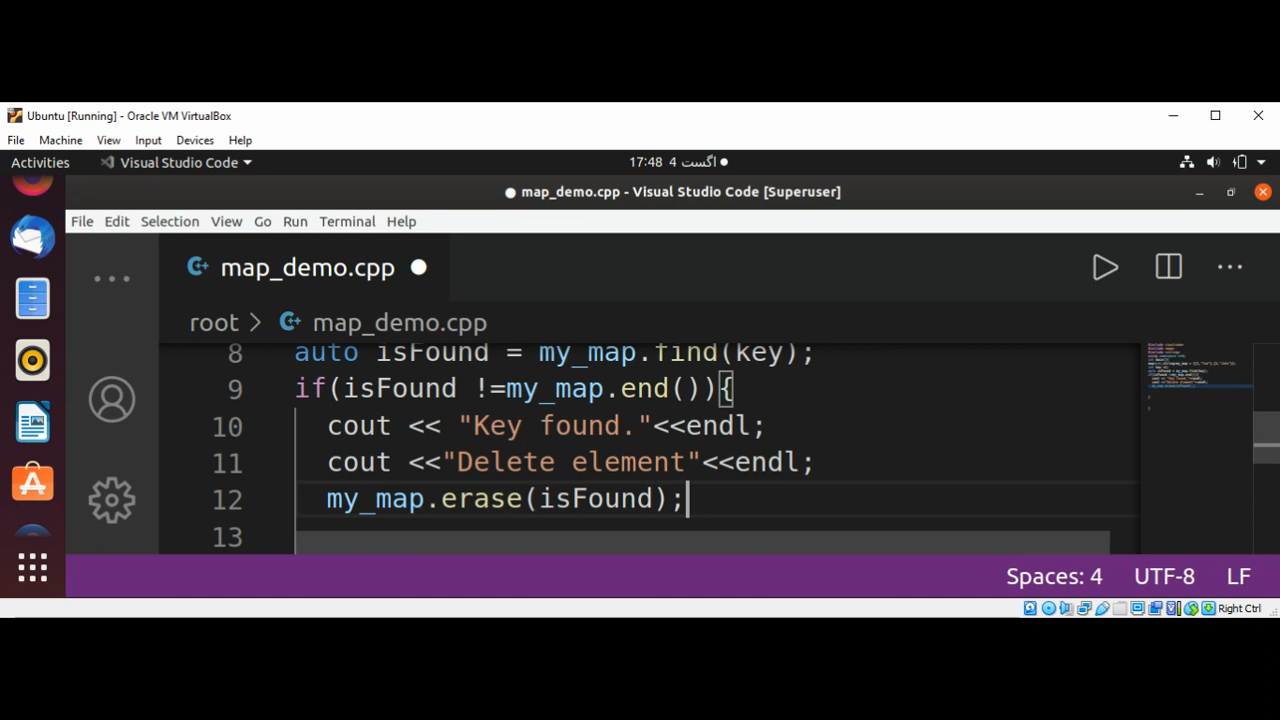 Ubuntu [Running] - Oracle VM VirtualBox
File Machine View Input Devices Help
Activities Visual Studio Code 17:48 4 اگست
● map_demo.cpp - Visual Studio Code [Superuser]
File Edit Selection View Go Run Terminal Help
map_demo.cpp
root > map_demo.cpp
8 auto isFound = my_map.find(key);
9 if(isFound !=my_map.end()){
10 cout << "Key found."<<endl;
11 cout <<"Delete element"<<endl;
12 my_map.erase(isFound);
13
Spaces: 4 UTF-8 LF
Right Ctrl